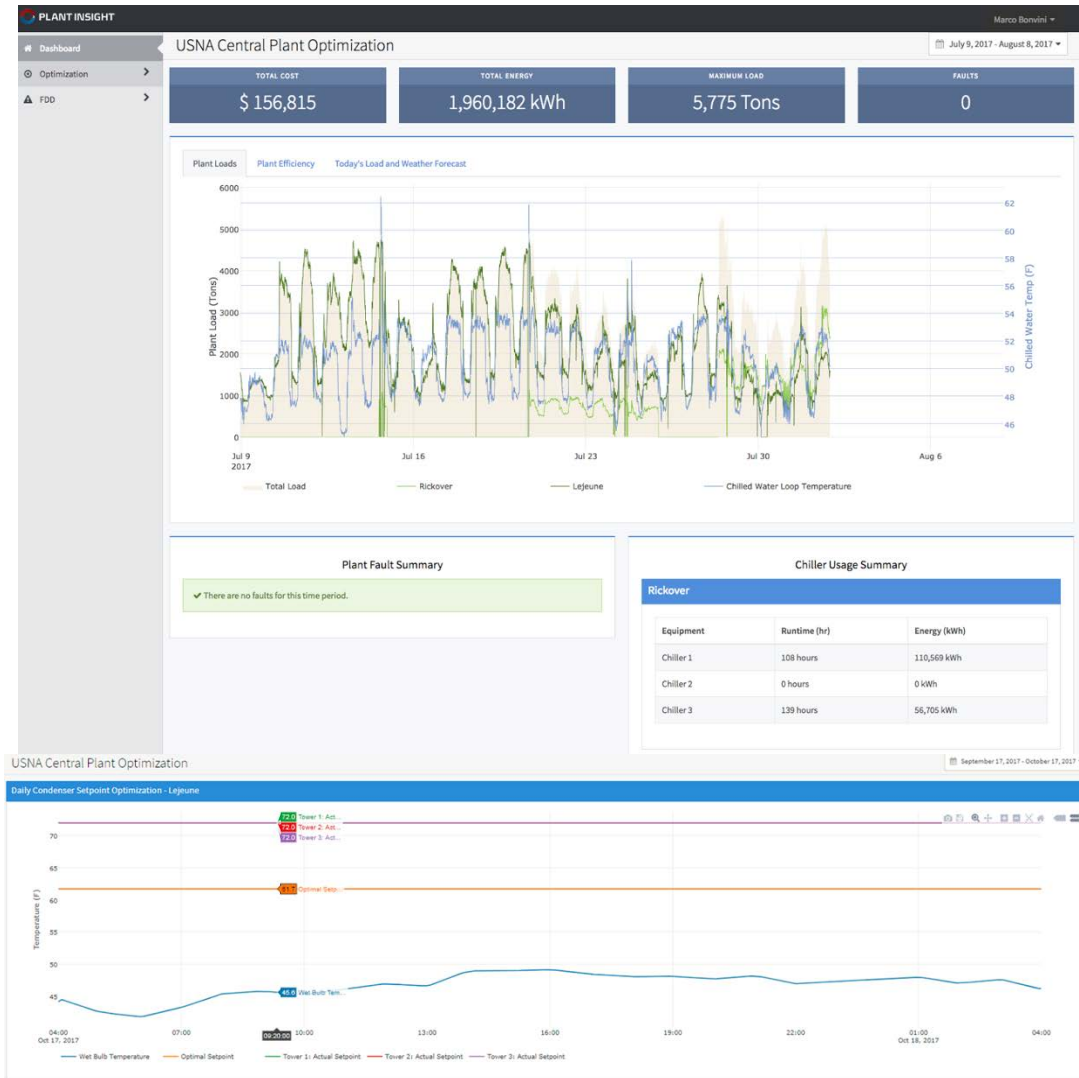 PLANT INSIGHT
Marco Bonvini
Dashboard
Optimization
FDD
USNA Central Plant Optimization
July 9, 2017 - August 8, 2017
TOTAL COST
$ 156,815
TOTAL ENERGY
1,960,182 kWh
MAXIMUM LOAD
5,775 Tons
FAULTS
0
Plant Loads Plant Efficiency Today's Load and Weather Forecast
Plant Load (Tons)
6000
5000
4000
3000
2000
1000
0
Chilled Water Temp (F)
62
60
58
56
54
52
50
48
46
Jul 9 Jul 16 Jul 23 Jul 30 Aug 6
2017
Total Load Rickover Lejeune Chilled Water Loop Temperature
Plant Fault Summary
There are no faults for this time period.
Chiller Usage Summary
Rickover
Equipment Runtime (hr) Energy (kWh)
Chiller 1 108 hours 110,569 kWh
Chiller 2 0 hours 0 kWh
Chiller 3 139 hours 56,705 kWh
USNA Central Plant Optimization
September 17, 2017 - October 17, 2017
Daily Condenser Setpoint Optimization - Lejeune
72.0 Tower 1: Act...
72.0 Tower 2: Act...
72.0 Tower 3: Act...
61.7 Optimal Setp...
45.6 Wet Bulb Tem...
Temperature (F)
70
65
60
55
50
45
04:00 07:00 09:20:00 10:00 13:00 16:00 19:00 22:00 01:00 04:00
Oct 17, 2017 Oct 18, 2017
Wet Bulb Temperature Optimal Setpoint Tower 1: Actual Setpoint Tower 2: Actual Setpoint Tower 3: Actual Setpoint